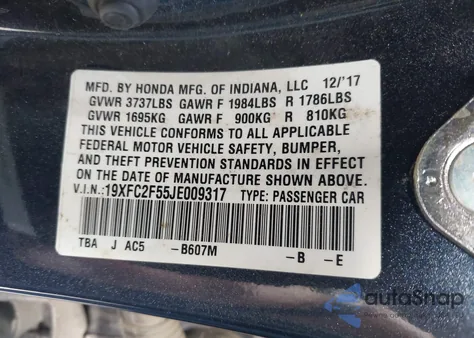 MFD. BY HONDA MFG. OF INDIANA, LLC 12/'17
GVWR 3737LBS GAWR F 1984LBS R 1786LBS
GVWR 1695KG GAWR F 900KG R 810KG
THIS VEHICLE CONFORMS TO ALL APPLICABLE
FEDERAL MOTOR VEHICLE SAFETY, BUMPER,
AND THEFT PREVENTION STANDARDS IN EFFECT
ON THE DATE OF MANUFACTURE SHOWN ABOVE.
V.I.N.: 19XFC2F55JE009317 TYPE: PASSENGER CAR
TBA J AC5 -B607M -B -E
autoSnap